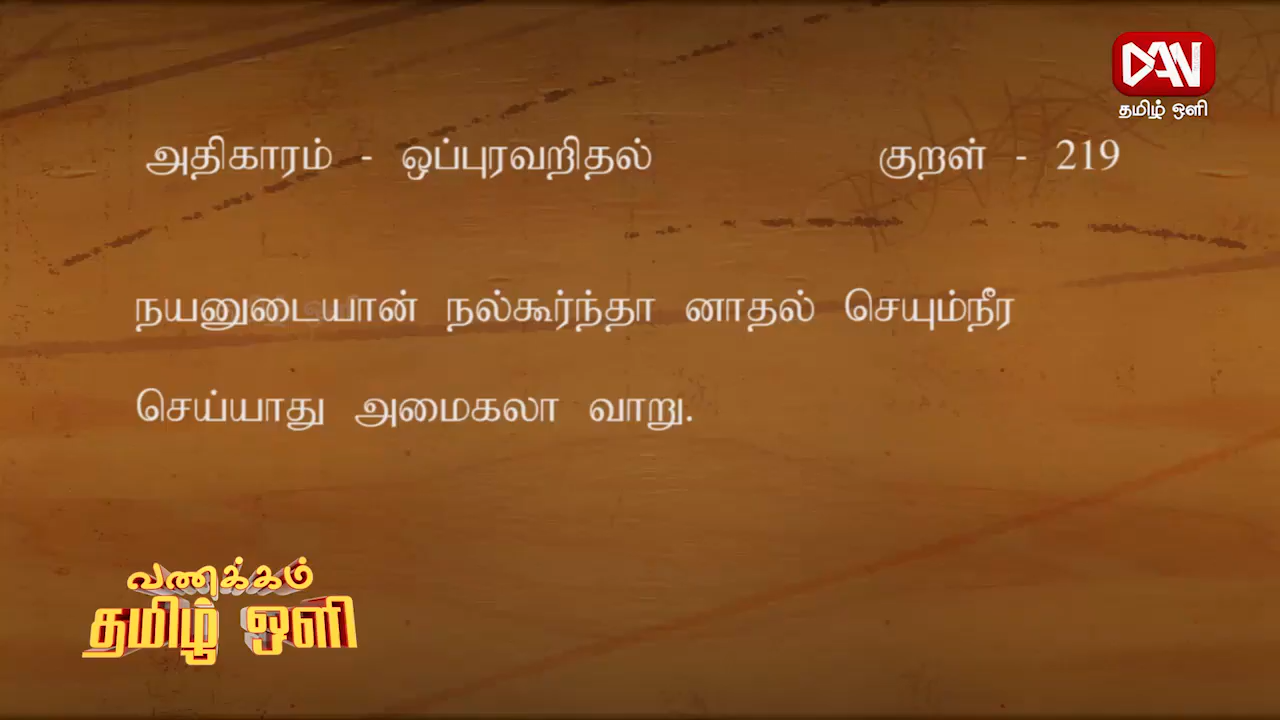 DAN
தமிழ் ஒளி
அதிகாரம் - ஒப்புரவறிதல் குறள் - 219
நயனுடையான் நல்கூர்ந்தா னாதல் செயும்நீர
செய்யாது அமைகலா வாறு.
வணக்கம்
தமிழ் ஒளி